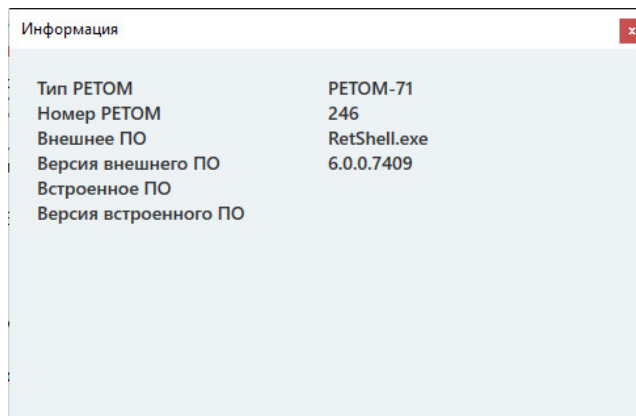 Информация
x
Тип РЕТОМ РЕТОМ-71
Номер РЕТОМ 246
Внешнее ПО RetShell.exe
Версия внешнего ПО 6.0.0.7409
Встроенное ПО
Версия встроенного ПО